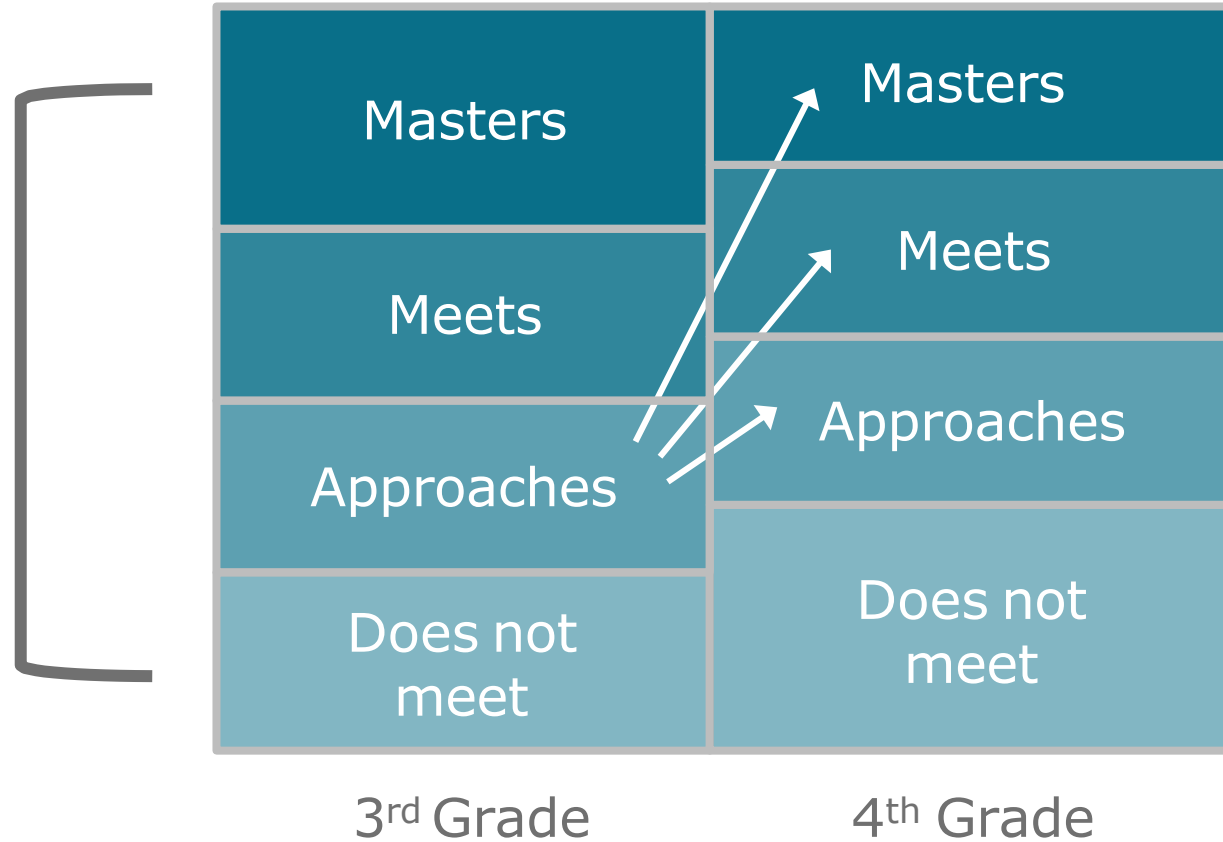 Masters
Meets
Approaches
Does not
meet
3rd Grade
Masters
Meets
Approaches
Does not
meet
4th Grade